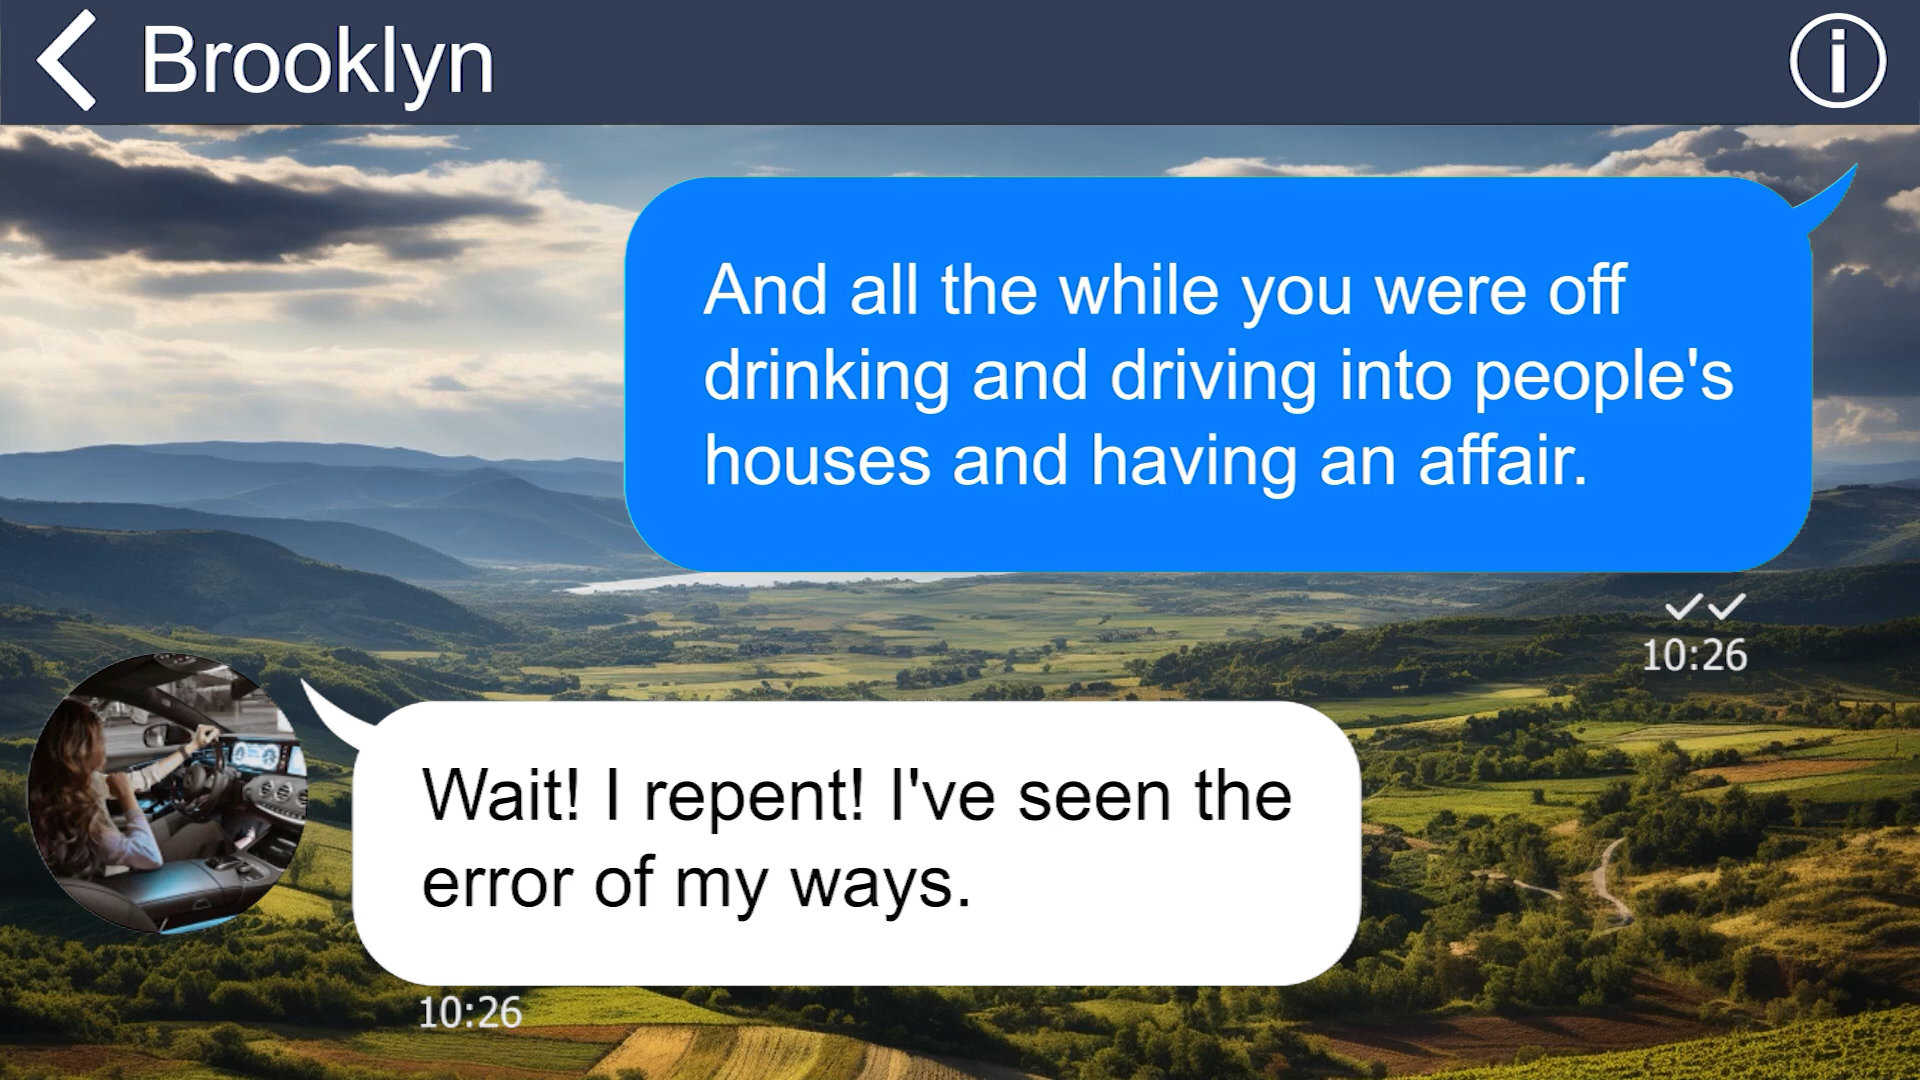 Brooklyn
And all the while you were off
drinking and driving into people's
houses and having an affair.
10:26
Wait! I repent! I've seen the
error of my ways.
10:26